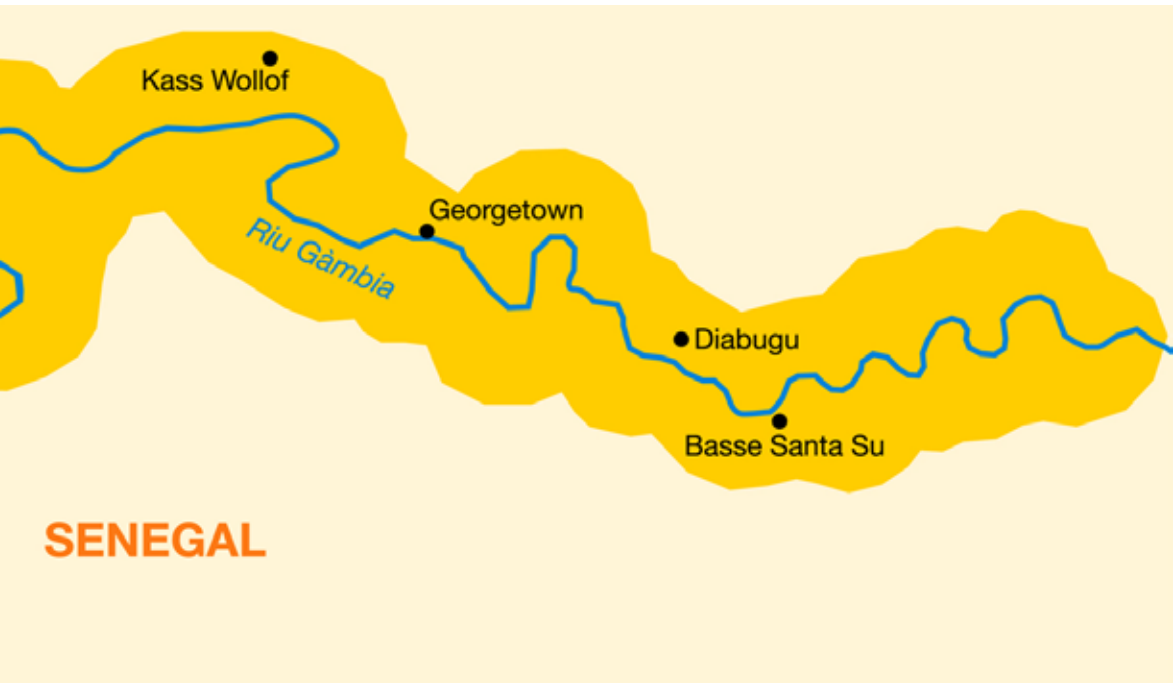 Kass Wollof
Georgetown
Riu Gàmbia
Diabugu
Basse Santa Su
SENEGAL